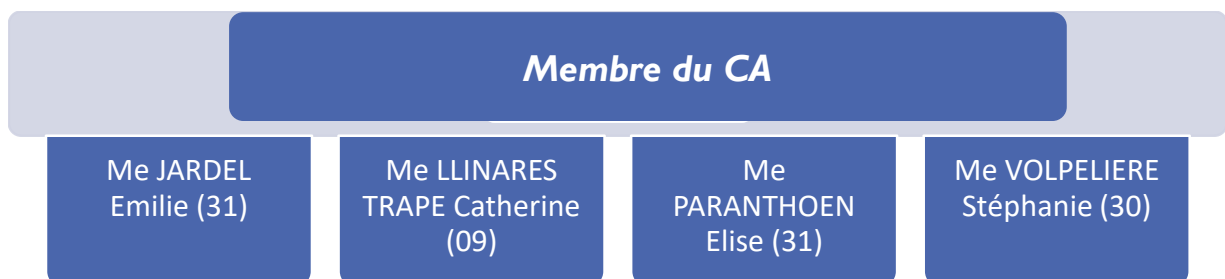 Membre du CA
Me JARDEL
Emilie (31)
Me LLINARES
TRAPE Catherine
(09)
Me
PARANTHOEN
Elise (31)
Me VOLPELIERE
Stéphanie (30)